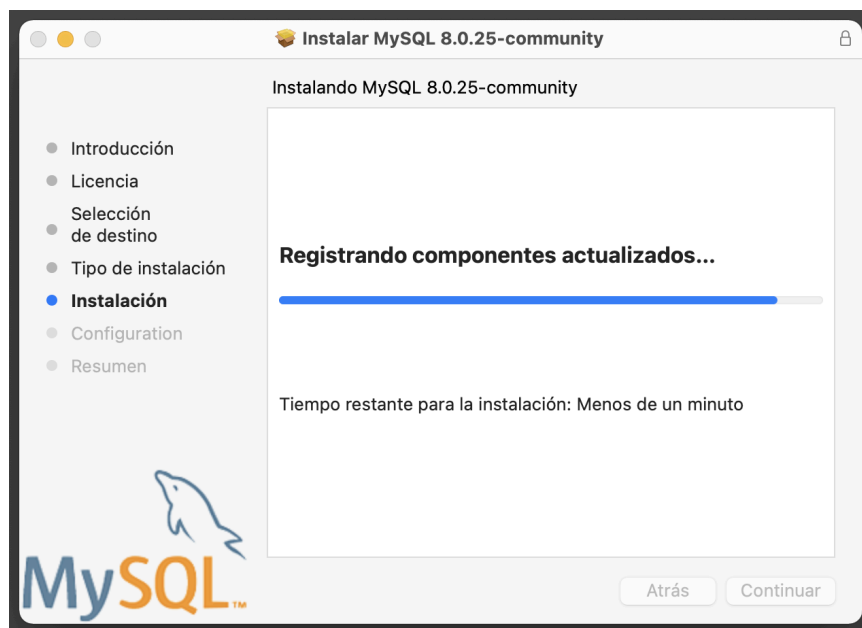 Instalar MySQL 8.0.25-community
Instalando MySQL 8.0.25-community
Introducción
Licencia
Selección
de destino
Tipo de instalación
Instalación
Configuration
Resumen
Registrando componentes actualizados...
Tiempo restante para la instalación: Menos de un minuto
MySQL™
Atrás
Continuar